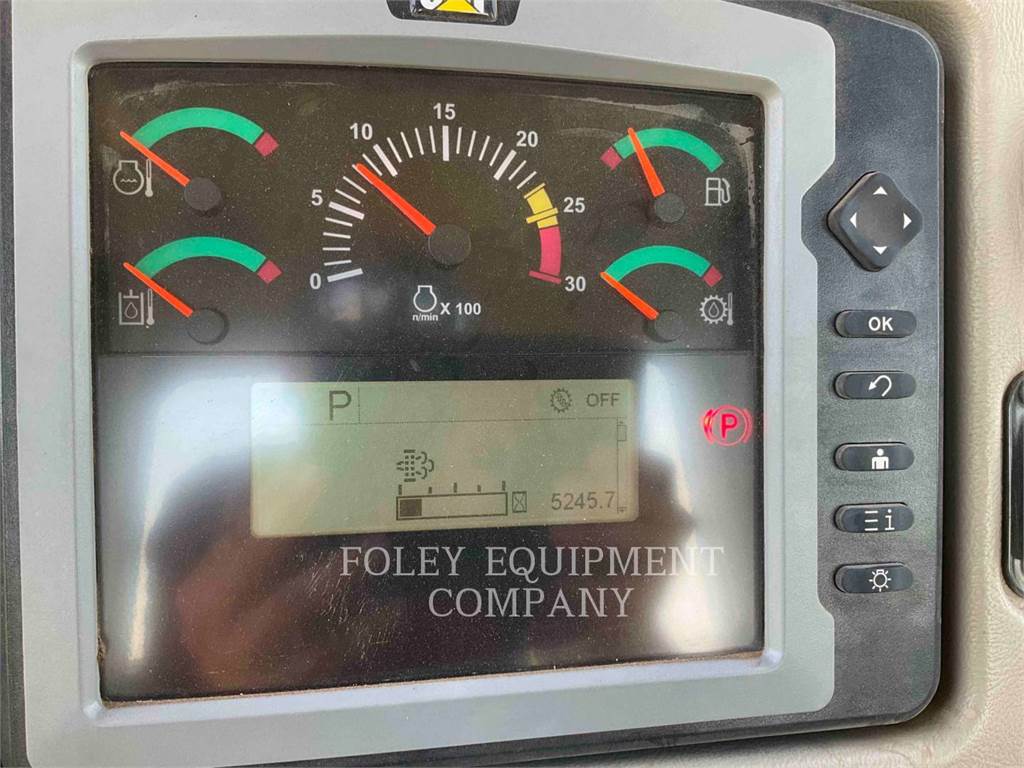 15
10
20
5
25
0
30
n/min X 100
P
OFF
P
5245.7
OK
i
FOLEY EQUIPMENT
COMPANY